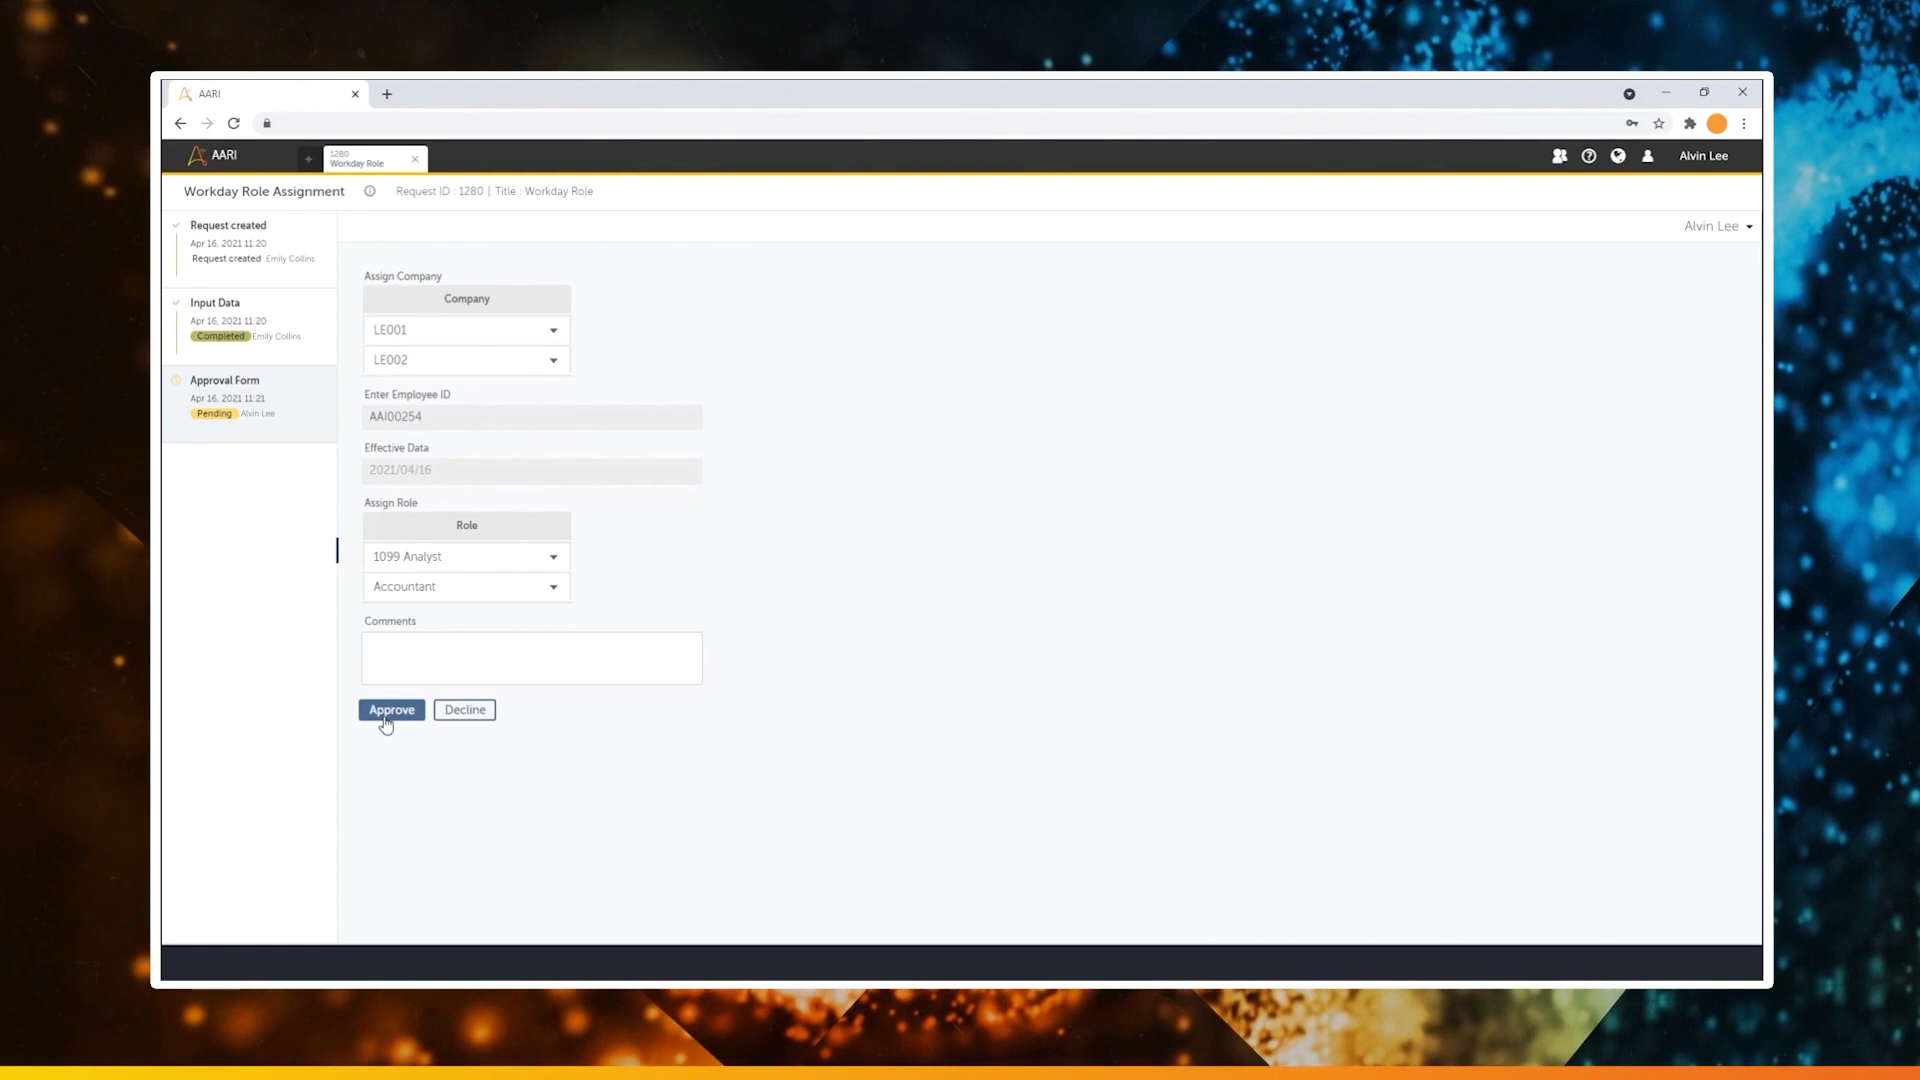 AARI
AARI
1280
Workday Role
Alvin Lee
Workday Role Assignment
Request ID : 1280 | Title : Workday Role
Request created
Apr 16, 2021 11:20
Request created Emily Collins
Input Data
Apr 16, 2021 11:20
Completed Emily Collins
Approval Form
Apr 16, 2021 11:21
Pending Alvin Lee
Alvin Lee
Assign Company
Company
LE001
LE002
Enter Employee ID
AAI00254
Effective Data
2021/04/16
Assign Role
Role
1099 Analyst
Accountant
Comments
Approve
Decline